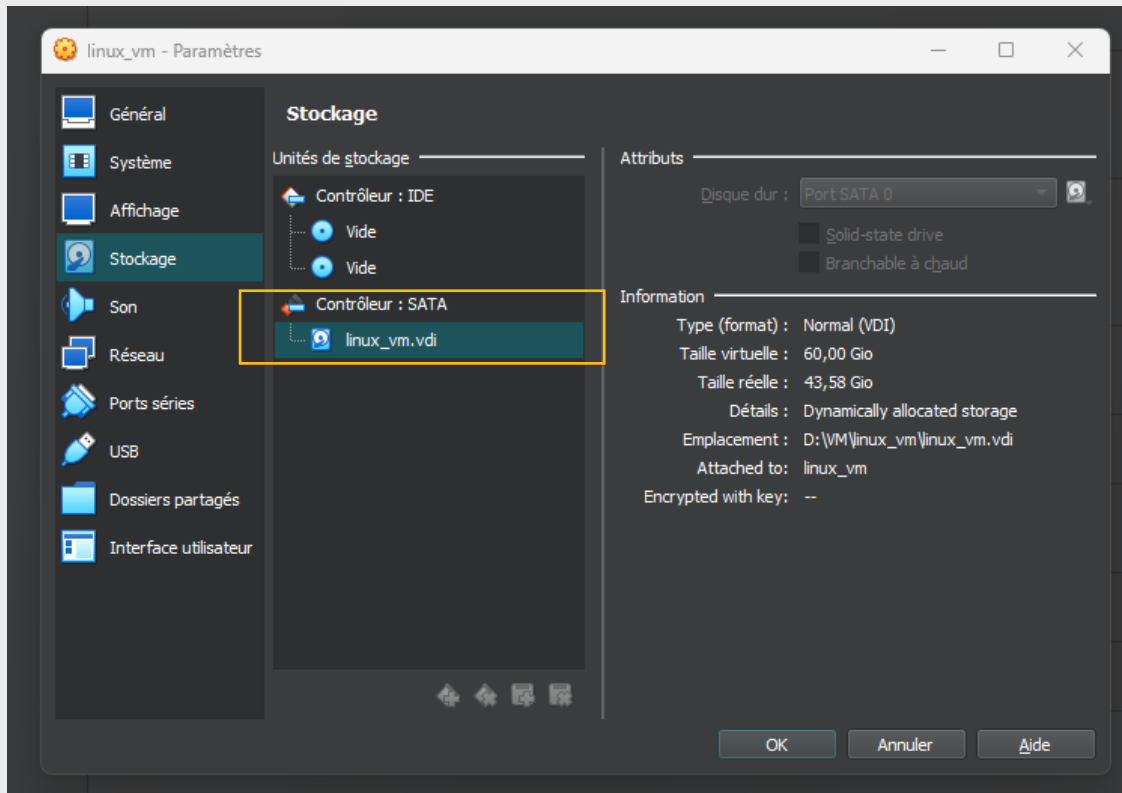 linux_vm - Paramètres
Général
Système
Affichage
Stockage
Son
Réseau
Ports séries
USB
Dossiers partagés
Interface utilisateur
Stockage
Unités de stockage
Contrôleur : IDE
Vide
Vide
Contrôleur : SATA
linux_vm.vdi
Attributs
Disque dur : Port SATA 0
Solid-state drive
Branchable à chaud
Information
Type (format) : Normal (VDI)
Taille virtuelle : 60,00 Gio
Taille réelle : 43,58 Gio
Détails : Dynamically allocated storage
Emplacement : D:\VM\linux_vm\linux_vm.vdi
Attached to: linux_vm
Encrypted with key: --
OK Annuler Aide